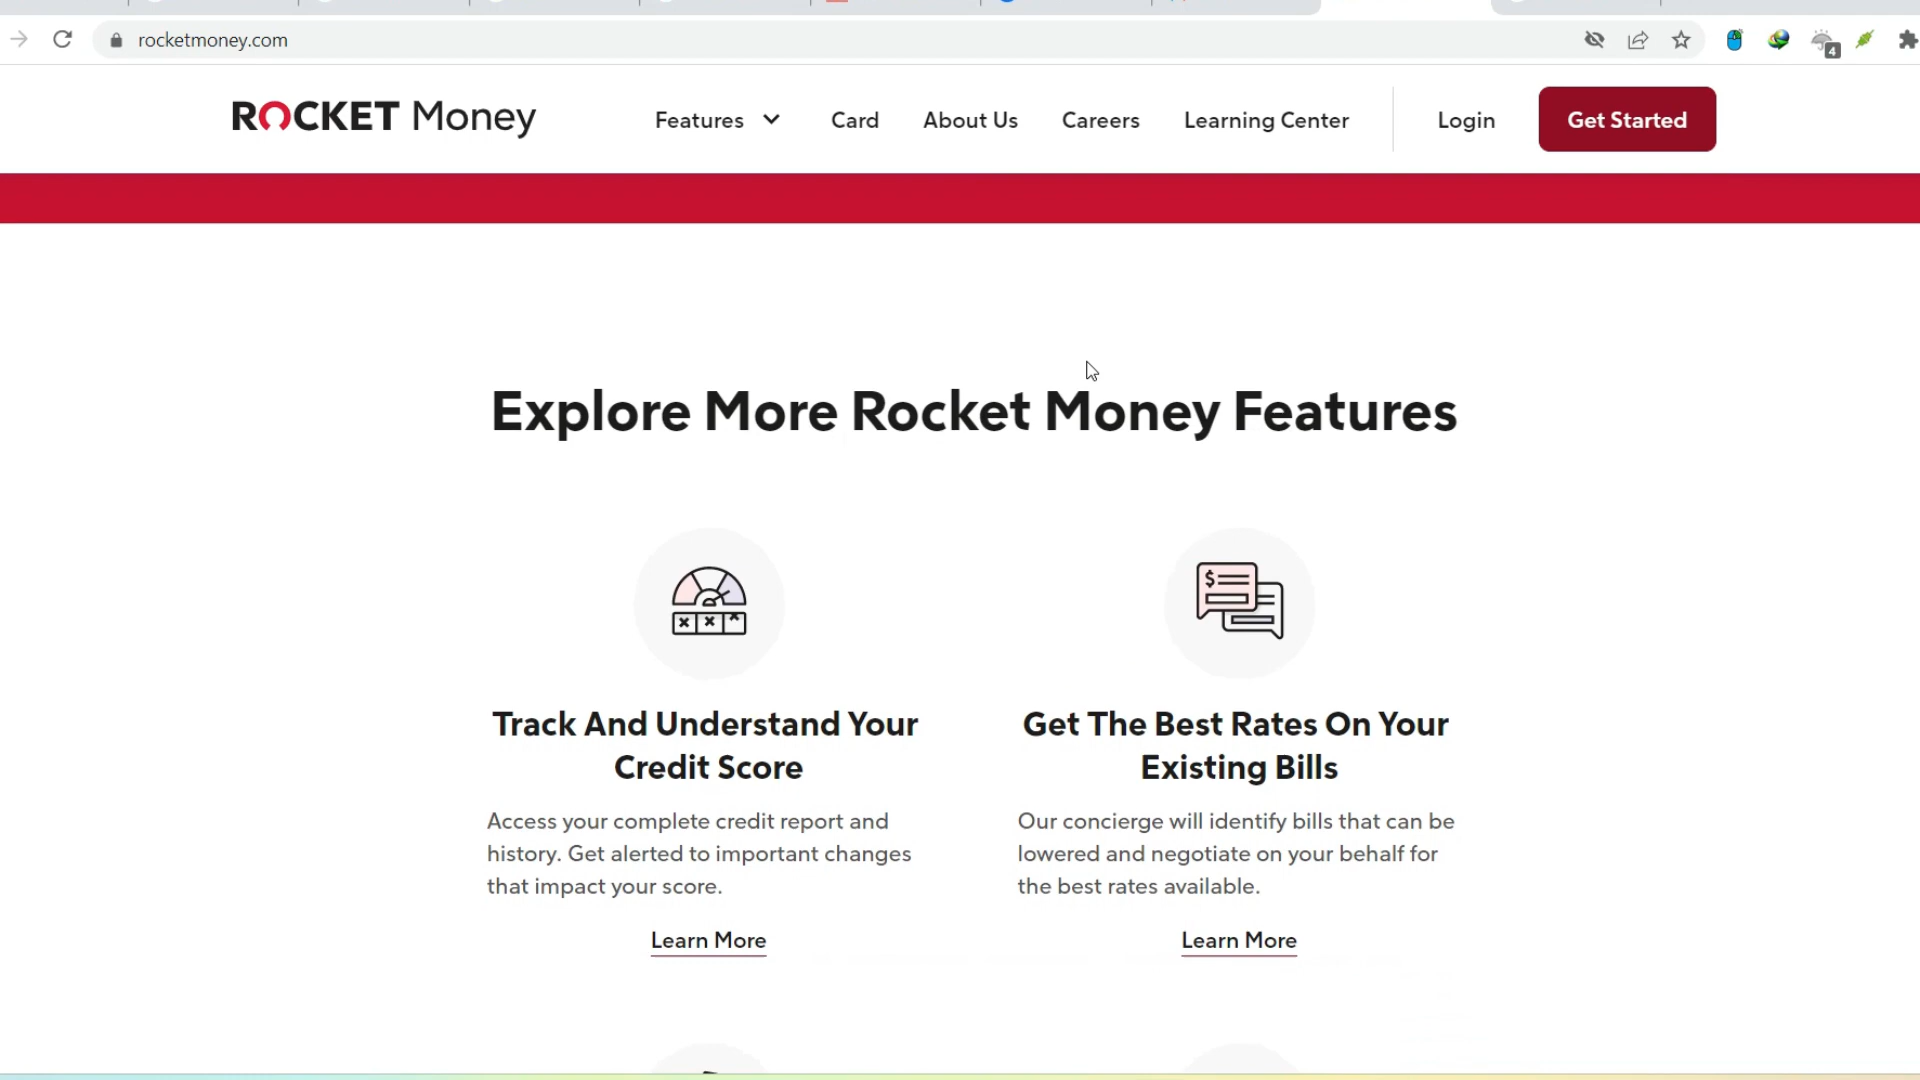 rocketmoney.com
4
ROCKET Money
Features
Card
About Us
Careers
Learning Center
Login
Get Started
Explore More Rocket Money Features
$
Track And Understand Your
Credit Score
Access your complete credit report and
history. Get alerted to important changes
that impact your score.
Learn More
Get The Best Rates On Your
Existing Bills
Our concierge will identify bills that can be
lowered and negotiate on your behalf for
the best rates available.
Learn More